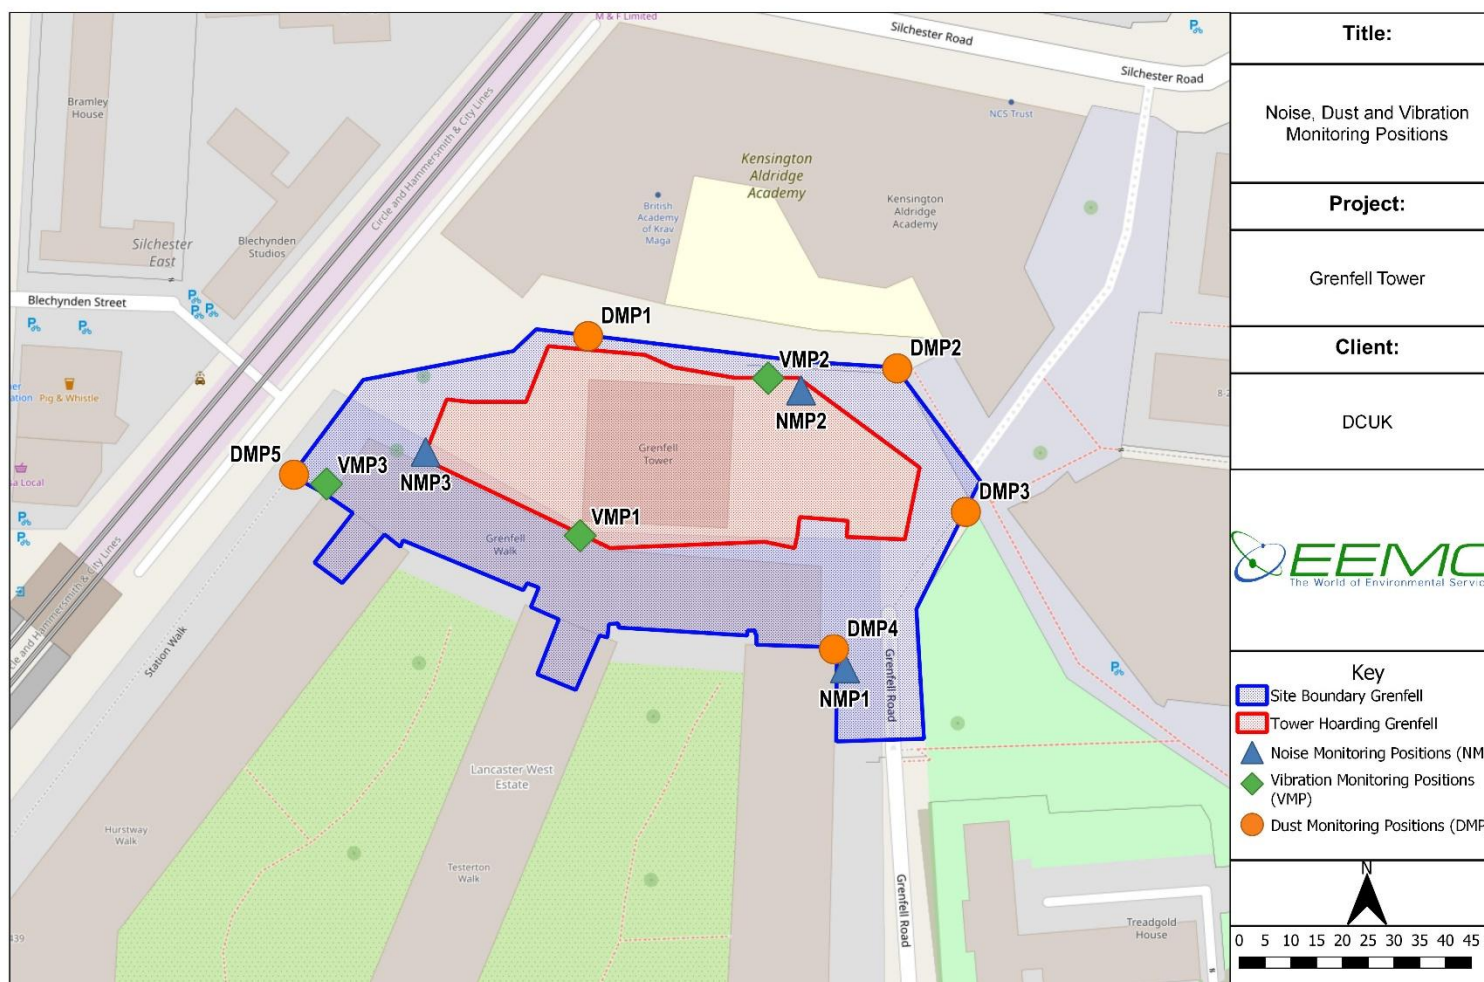 M & F Limited
Silchester Road
Silchester Road
Bramley
House
NCS Trust
Circle and Hammersmith & City Lines
Kensington
Aldridge
Academy
British
Academy
of Krav
Maga
Kensington
Aldridge
Academy
Silchester
East
Blechynden
Studios
Blechynden Street
Pig & Whistle
DMP1
DMP2
VMP2
NMP2
DMP5
VMP3
NMP3
Grenfell
Tower
DMP3
VMP1
Grenfell
Walk
DMP4
NMP1
Grenfell Road
Station Walk
Lancaster West
Estate
Hurstway
Walk
Testerton
Walk
Grenfell Road
Treadgold
House
439
Title:
Noise, Dust and Vibration
Monitoring Positions
Project:
Grenfell Tower
Client:
DCUK
EEMC
The World of Environmental Servic
Key
Site Boundary Grenfell
Tower Hoarding Grenfell
Noise Monitoring Positions (NM
Vibration Monitoring Positions
(VMP)
Dust Monitoring Positions (DMP
N
0 5 10 15 20 25 30 35 40 45